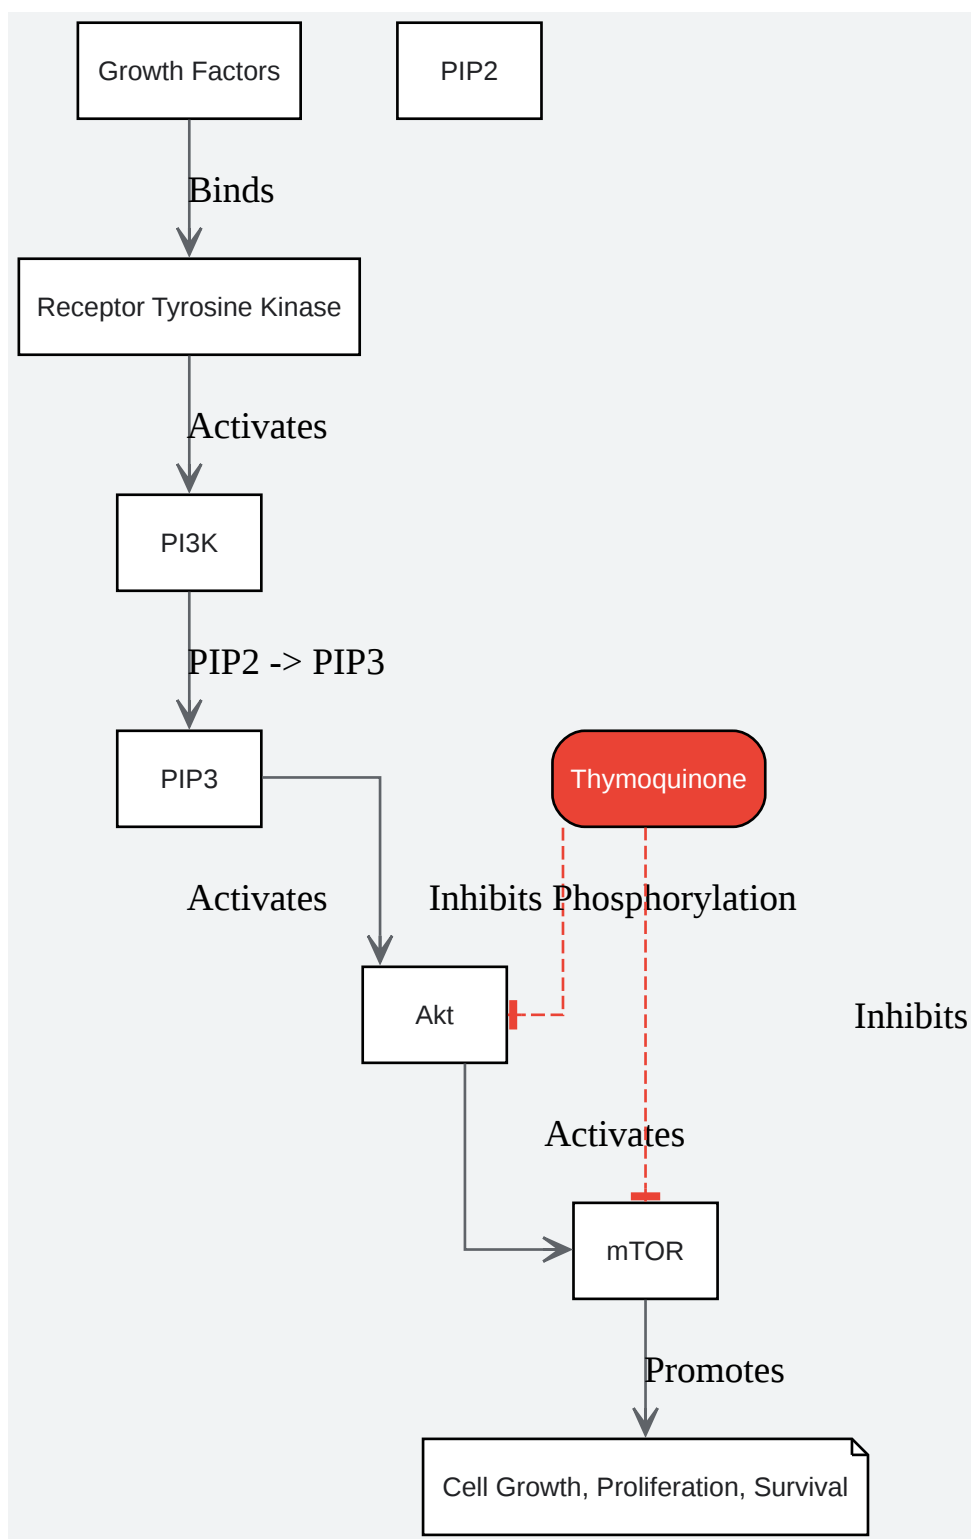 Growth Factors
PIP2
Binds
Receptor Tyrosine Kinase
Activates
PI3K
PIP2 -> PIP3
PIP3
Thymoquinone
Activates
Inhibits Phosphorylation
Akt
Inhibits
Activates
mTOR
Promotes
Cell Growth, Proliferation, Survival